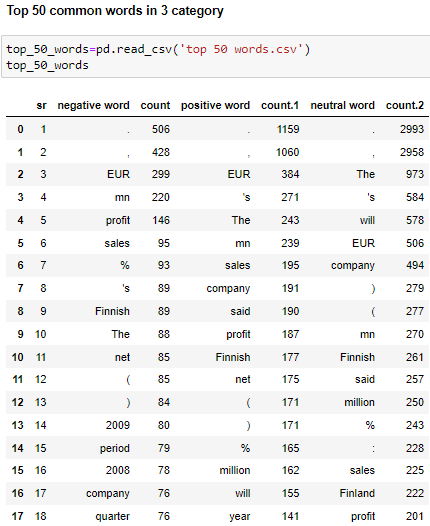 Top 50 common words in 3 category
top_50_words=pd.read_csv('top 50 words.csv')
top_50_words
sr negative word count positive word count.1 neutral word count.2
0 1 . 506 . 1159 . 2993
1 2 , 428 , 1060 , 2958
2 3 EUR 299 EUR 384 The 973
3 4 mn 220 's 271 's 584
4 5 profit 146 The 243 will 578
5 6 sales 95 mn 239 EUR 506
6 7 % 93 sales 195 company 494
7 8 's 89 company 191 ) 279
8 9 Finnish 89 said 190 ( 277
9 10 The 88 profit 187 mn 270
10 11 net 85 Finnish 177 Finnish 261
11 12 ( 85 net 175 said 257
12 13 ) 84 ( 171 million 250
13 14 2009 80 ) 171 % 243
14 15 period 79 % 165 : 228
15 16 2008 78 million 162 sales 225
16 17 company 76 will 155 Finland 222
17 18 quarter 76 year 141 profit 201